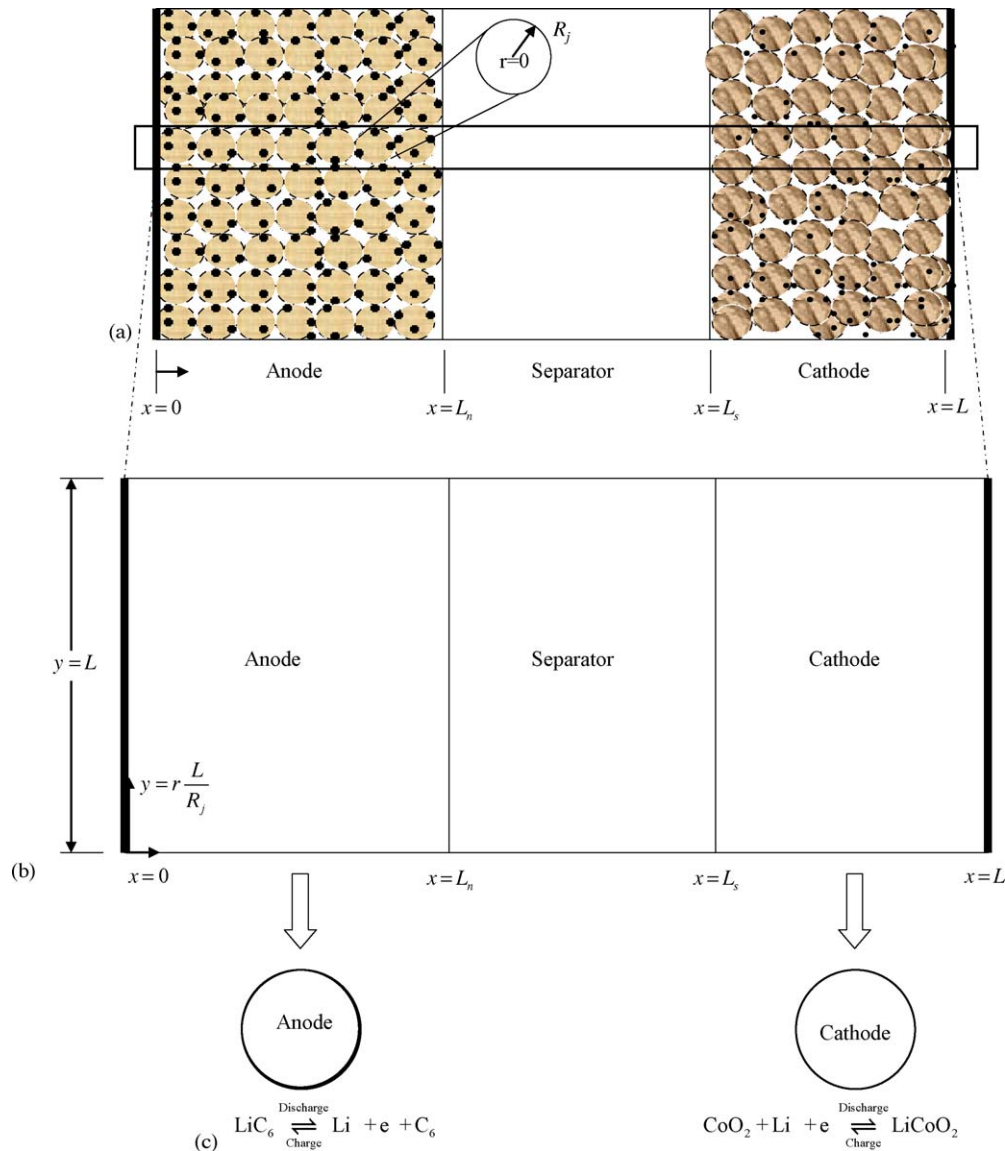 R_j
r=0
(a)
Anode Separator Cathode
x = 0 x = L_n x = L_s x = L
y = L
Anode Separator Cathode
y = r L/R_j
(b)
x = 0 x = L_n x = L_s x = L
Anode Cathode
(c)
LiC₆ ⇌ Li + e + C₆
Discharge
Charge
CoO₂ + Li + e ⇌ LiCoO₂
Discharge
Charge